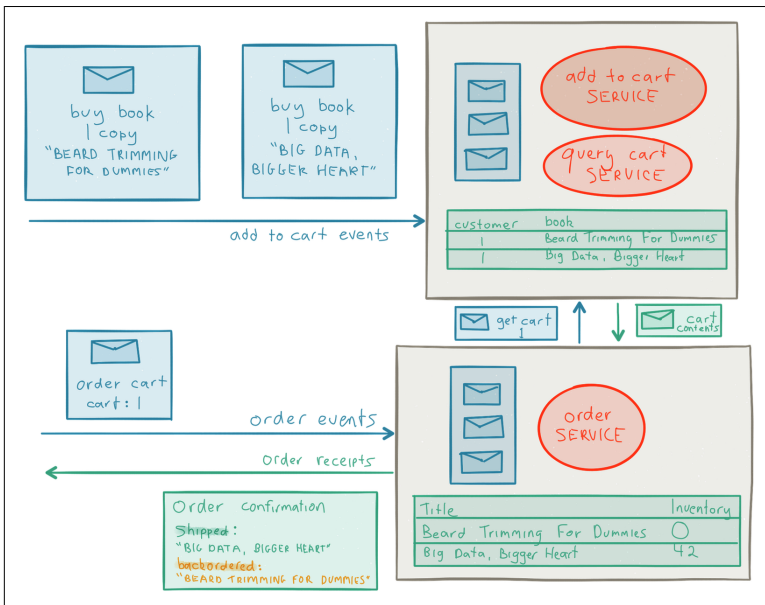 buy book
1 copy
"BEARD TRIMMING
FOR DUMMIES"
buy book
1 copy
"BIG DATA,
BIGGER HEART"
add to cart
SERVICE
query cart
SERVICE
add to cart events
customer book
1 Beard Trimming For Dummies
1 Big Data, Bigger Heart
get cart
1
cart
contents
order cart
cart: 1
order events
order receipts
order
SERVICE
Order confirmation
Shipped:
"BIG DATA, BIGGER HEART"
backordered:
"BEARD TRIMMING FOR DUMMIES"
Title Inventory
Beard Trimming For Dummies 0
Big Data, Bigger Heart 42